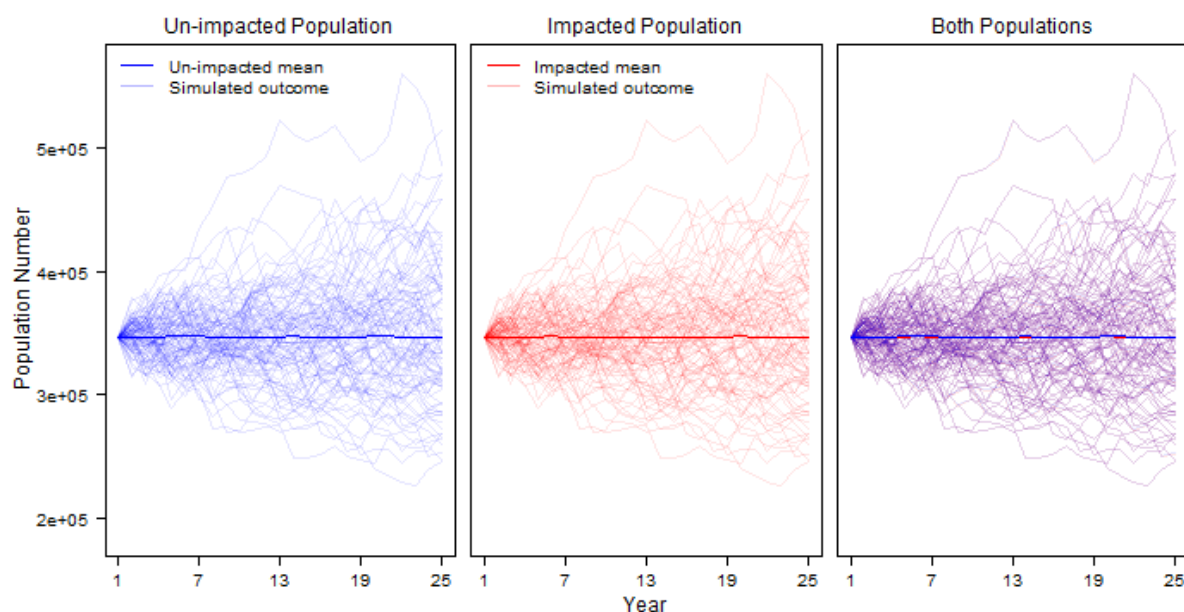 Un-impacted Population
Impacted Population
Both Populations
Un-impacted mean
Simulated outcome
Impacted mean
Simulated outcome
Population Number
5e+05
4e+05
3e+05
2e+05
1 7 13 19 25
1 7 13 19 25
1 7 13 19 25
Year